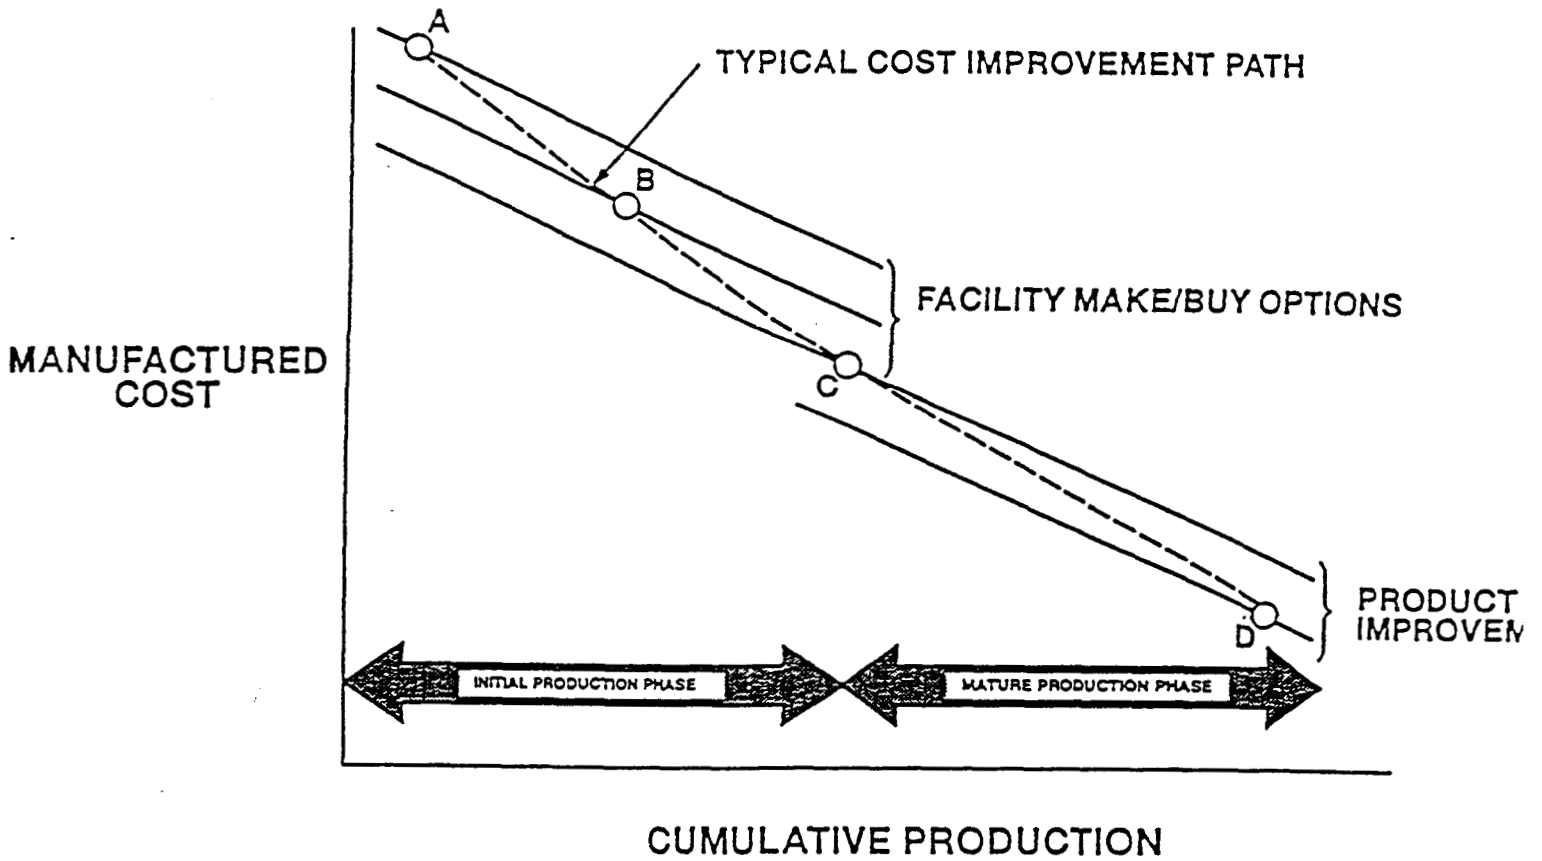 A
TYPICAL COST IMPROVEMENT PATH
B
FACILITY MAKE/BUY OPTIONS
MANUFACTURED
COST
C
PRODUCT
IMPROVEM
D
INITIAL PRODUCTION PHASE
MATURE PRODUCTION PHASE
CUMULATIVE PRODUCTION